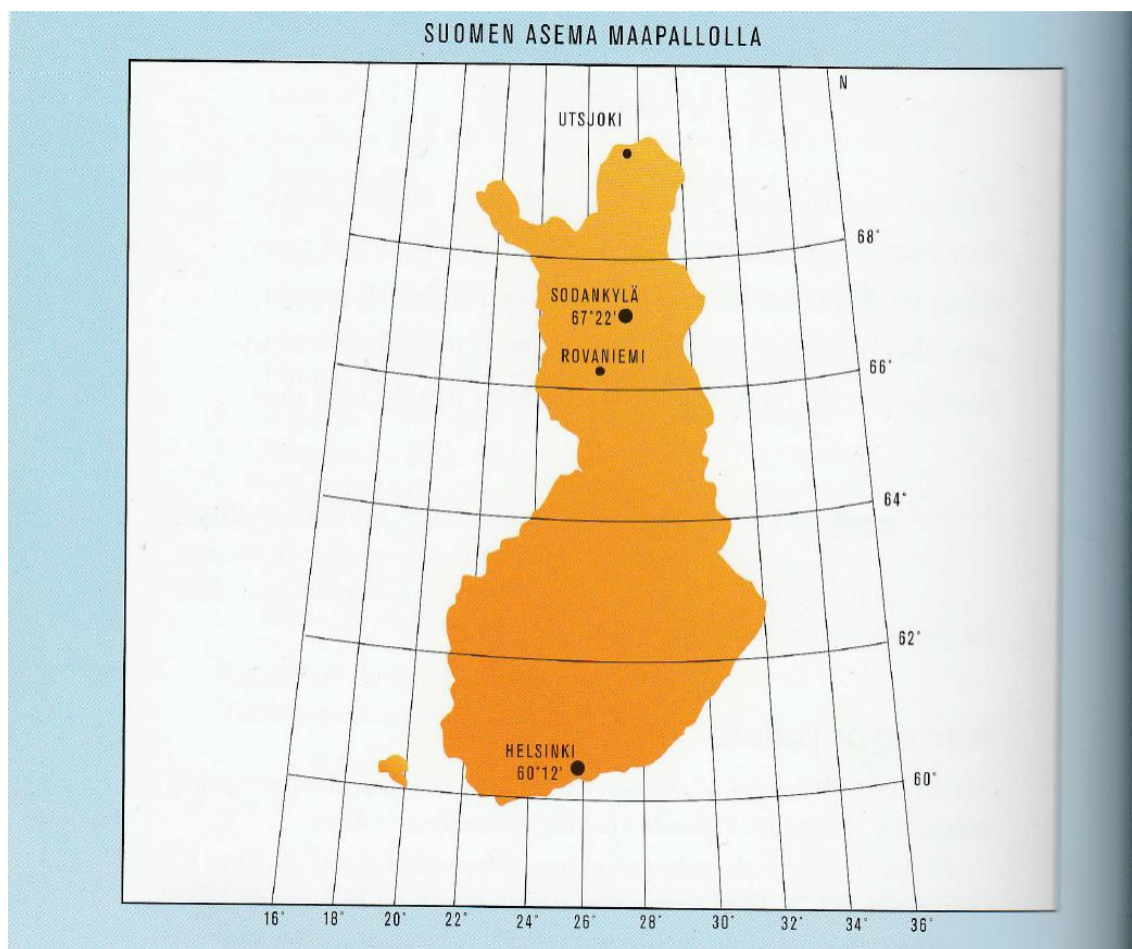 SUOMEN ASEMA MAAPALLOLLA
N
UTSJOKI
68°
SODANKYLÄ
67°22'
ROVANIEMI
66°
64°
62°
HELSINKI
60°12'
60°
16° 18° 20° 22° 24° 26° 28° 30° 32° 34° 36°